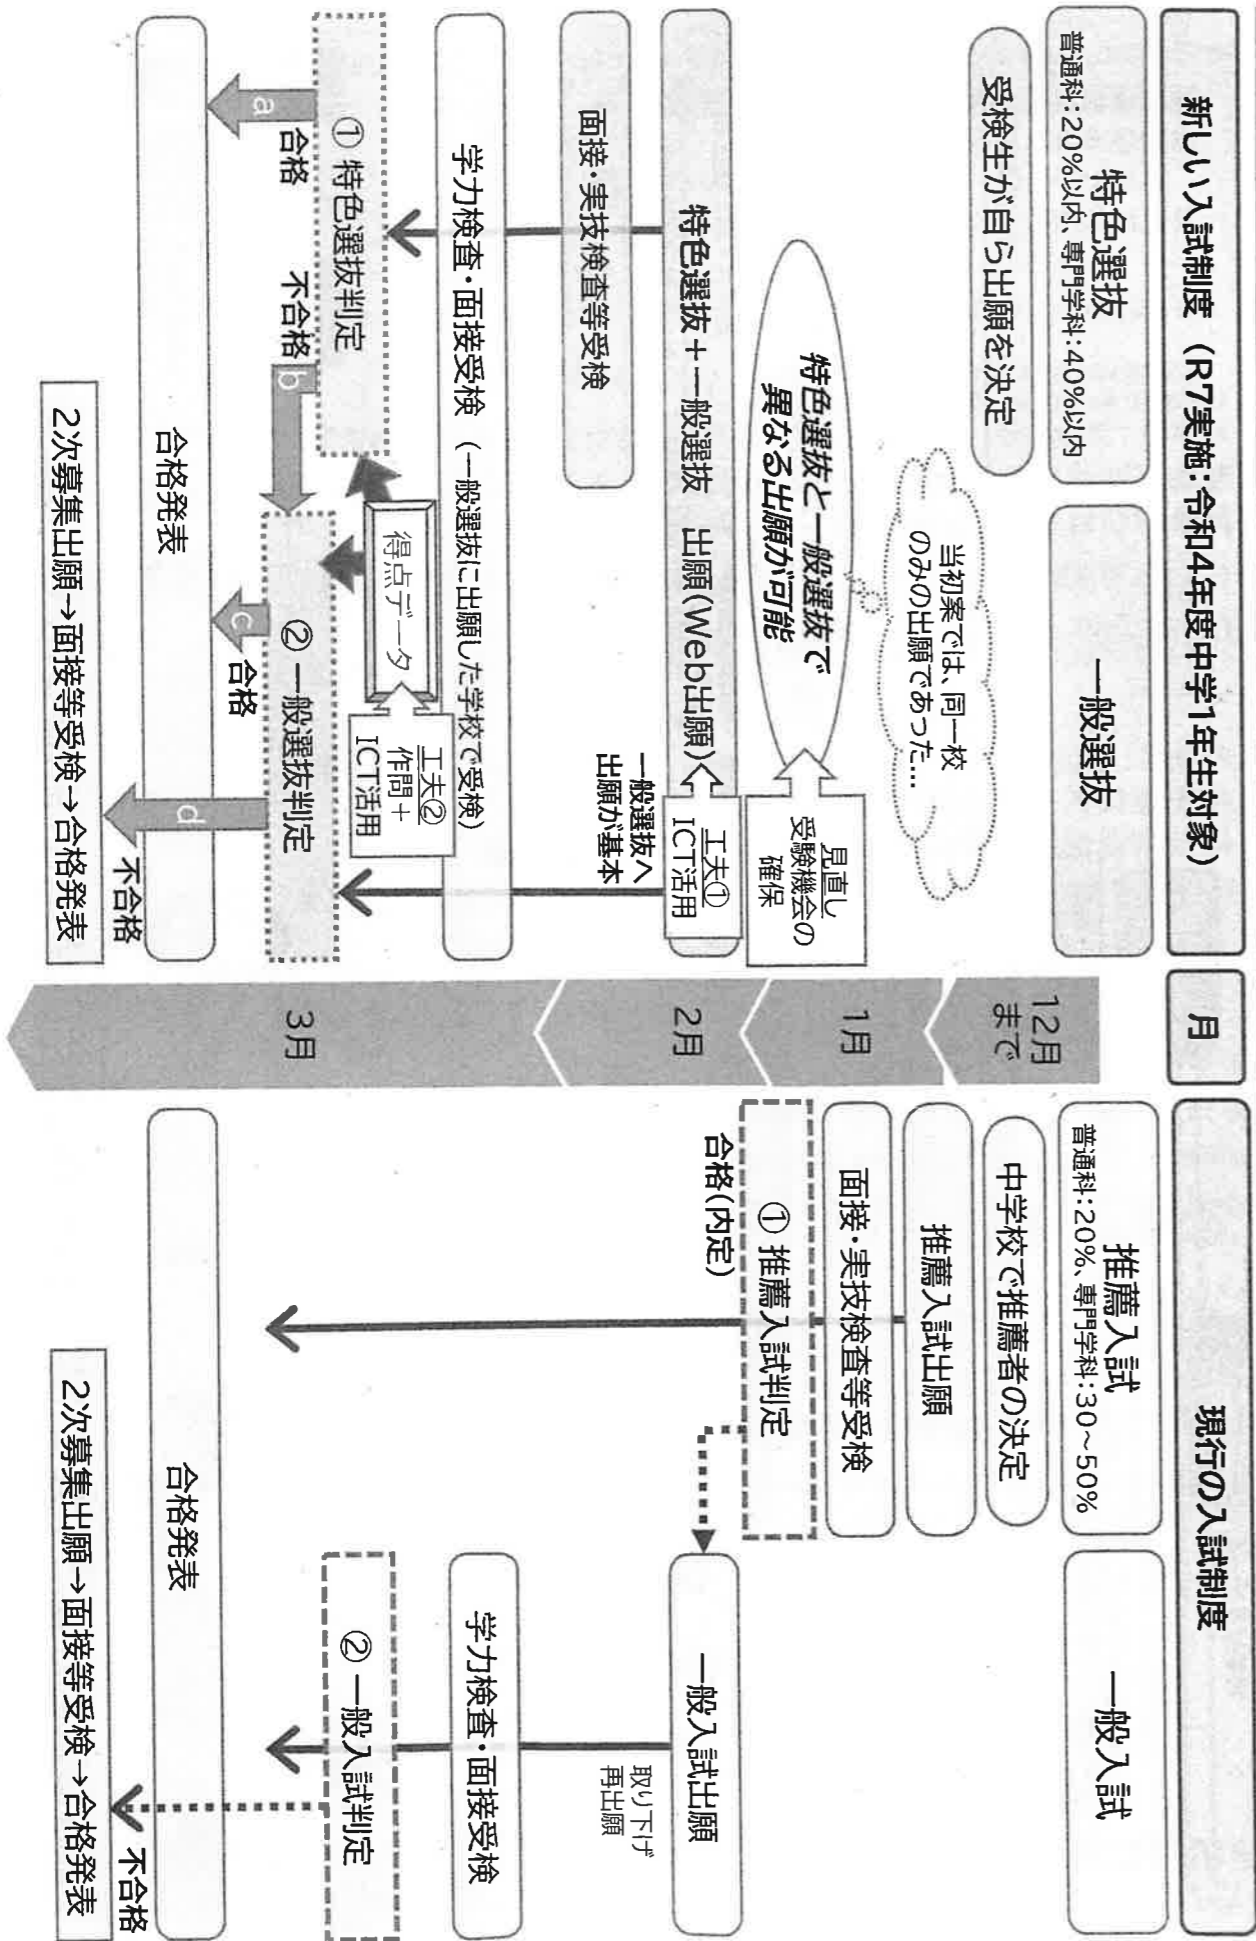 新しい入試制度（R7実施:令和4年度中学1年生対象）
特色選抜
普通科:20%以内、専門学科:40%以内
一般選抜
受検生が自ら出願を決定
当初案では、同一校
のみの出願であった…
特色選抜と一般選抜で
異なる出願が可能
見直し
受験機会の
確保
特色選抜＋一般選抜 出願(Web出願)
工夫①
ICT活用
一般選抜へ
出願が基本
面接・実技検査等受検
学力検査・面接受検（一般選抜に出願した学校で受検）
得点データ
工夫②
作問＋
ICT活用
① 特色選抜判定
② 一般選抜判定
a
合格
不合格
b
c
合格
d
不合格
合格発表
2次募集出願→面接等受検→合格発表
月
12月
まで
1月
2月
3月
現行の入試制度
推薦入試
普通科:20%、専門学科:30～50%
一般入試
中学校で推薦者の決定
推薦入試出願
面接・実技検査等受検
① 推薦入試判定
合格(内定)
一般入試出願
取り下げ
再出願
学力検査・面接受検
② 一般入試判定
合格発表
不合格
2次募集出願→面接等受検→合格発表